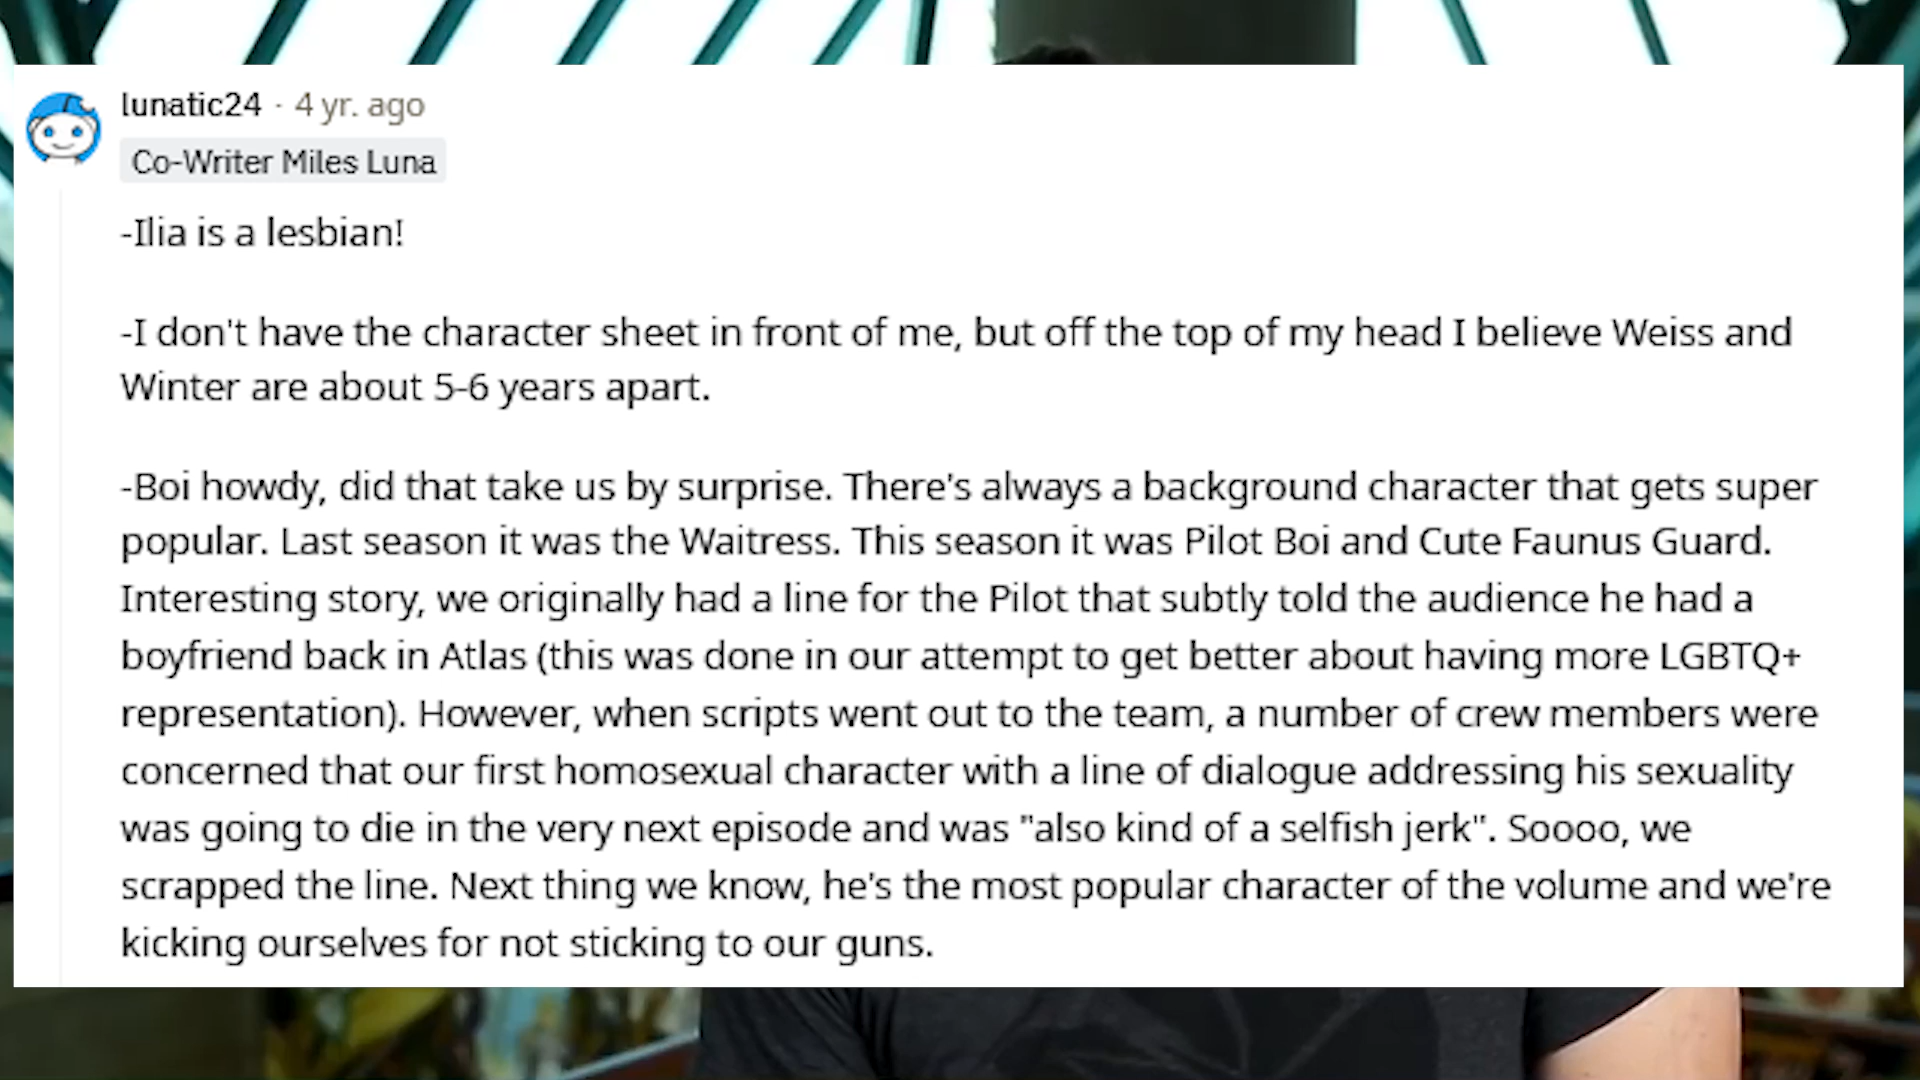 lunatic24 · 4 yr. ago
Co-Writer Miles Luna
-Ilia is a lesbian!
-I don't have the character sheet in front of me, but off the top of my head I believe Weiss and
Winter are about 5-6 years apart.
-Boi howdy, did that take us by surprise. There's always a background character that gets super
popular. Last season it was the Waitress. This season it was Pilot Boi and Cute Faunus Guard.
Interesting story, we originally had a line for the Pilot that subtly told the audience he had a
boyfriend back in Atlas (this was done in our attempt to get better about having more LGBTQ+
representation). However, when scripts went out to the team, a number of crew members were
concerned that our first homosexual character with a line of dialogue addressing his sexuality
was going to die in the very next episode and was "also kind of a selfish jerk". Soooo, we
scrapped the line. Next thing we know, he's the most popular character of the volume and we're
kicking ourselves for not sticking to our guns.